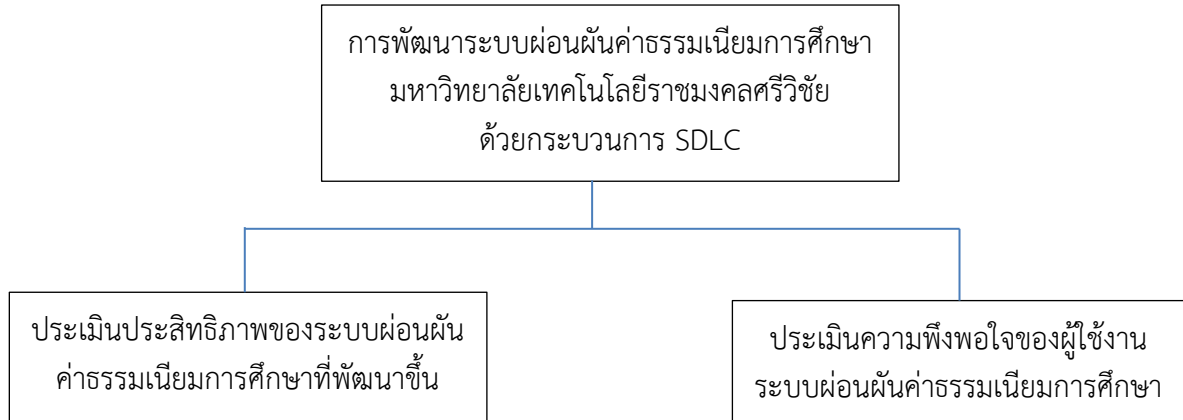 การพัฒนาระบบผ่อนผันค่าธรรมเนียมการศึกษา
มหาวิทยาลัยเทคโนโลยีราชมงคลศรีวิชัย
ด้วยกระบวนการ SDLC
ประเมินประสิทธิภาพของระบบผ่อนผัน
ค่าธรรมเนียมการศึกษาที่พัฒนาขึ้น
ประเมินความพึงพอใจของผู้ใช้งาน
ระบบผ่อนผันค่าธรรมเนียมการศึกษา